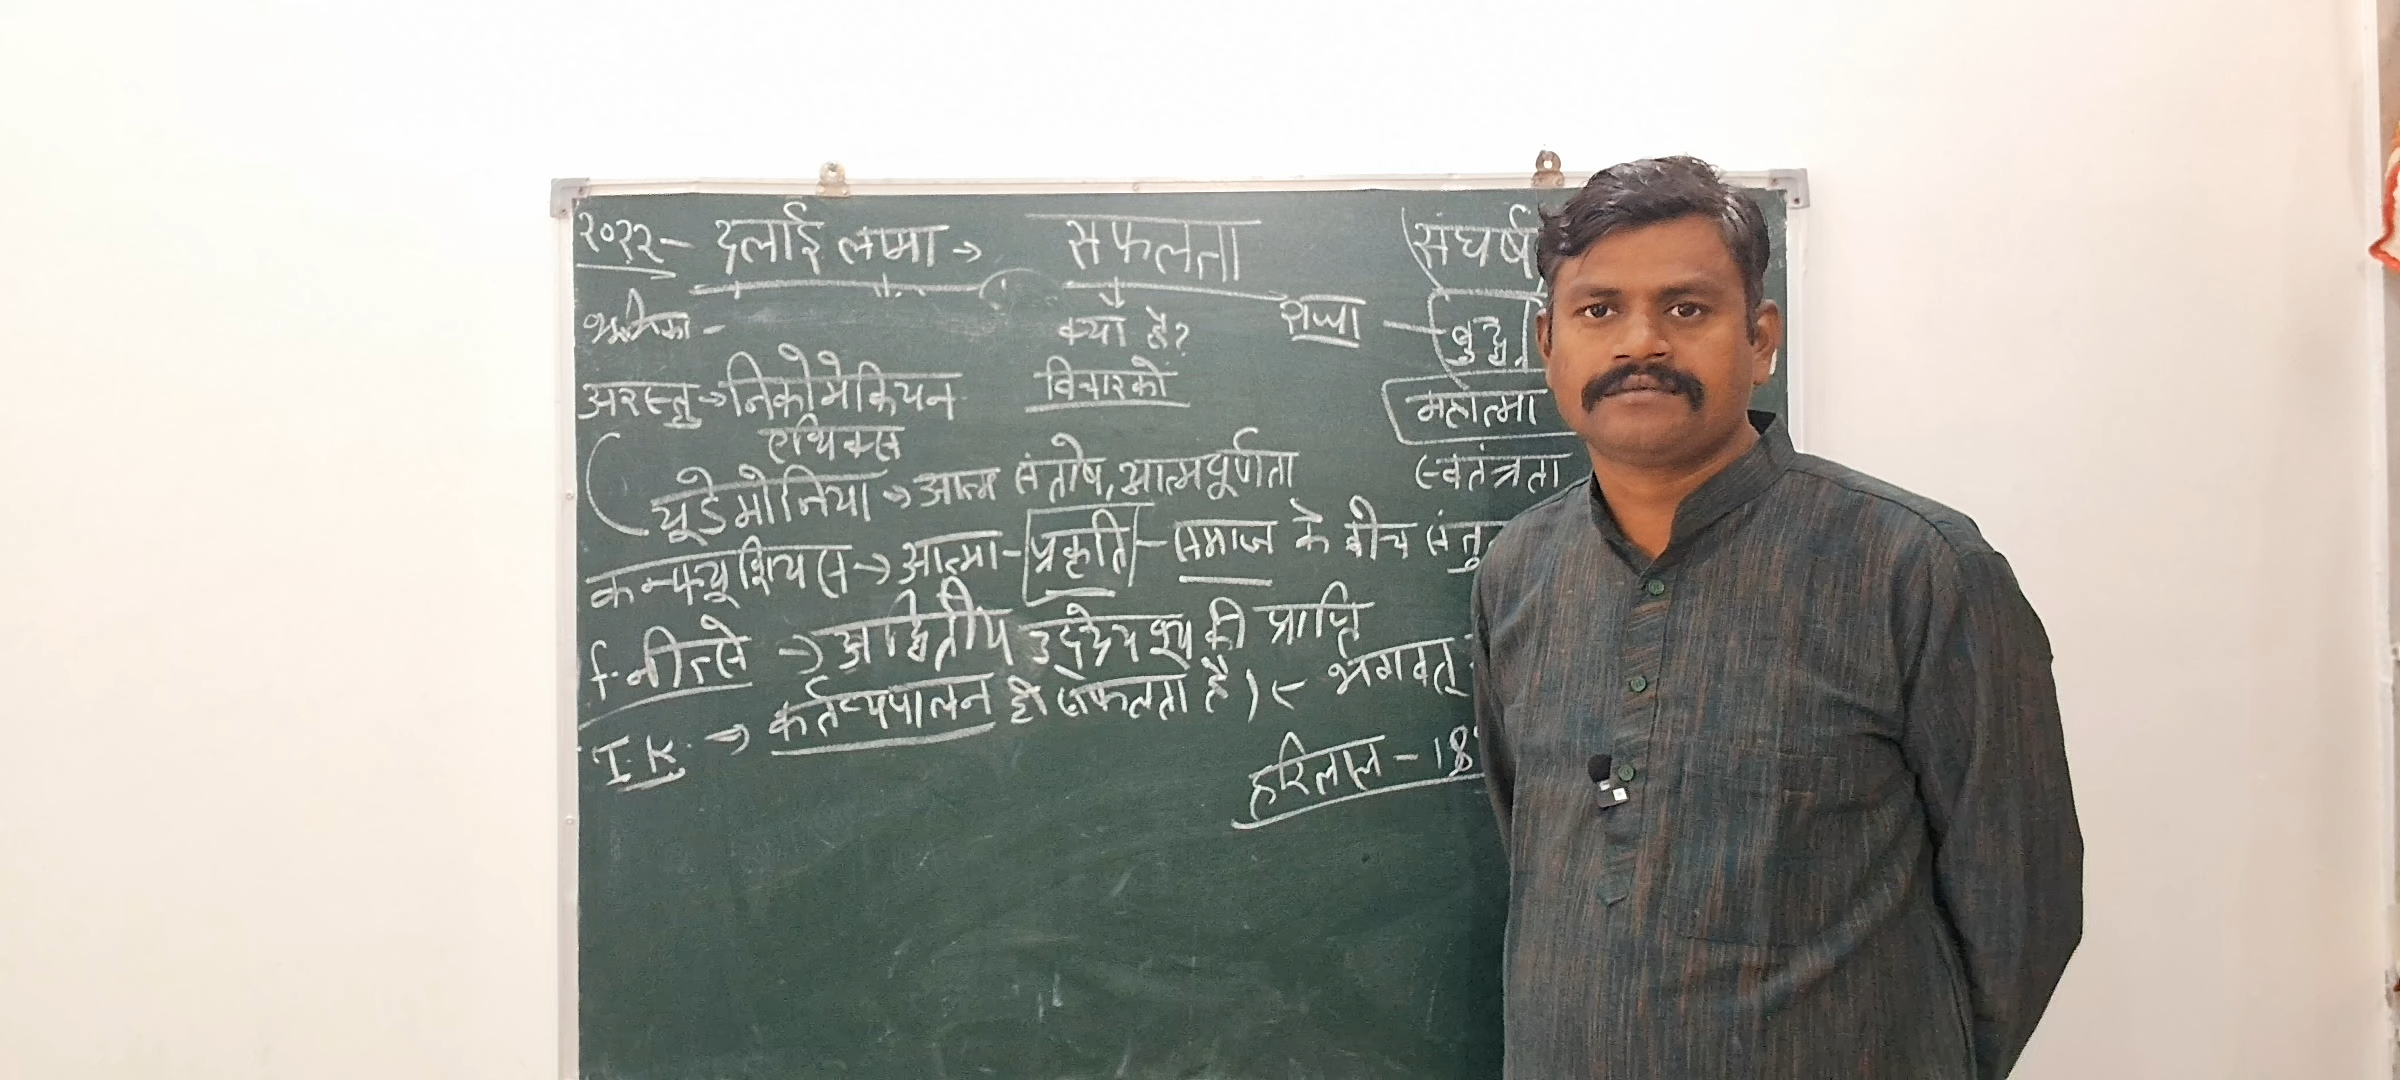 २०२२ - दलाई लामा → सफलता (संघर्ष
भूमिका - क्या है? राजा — बुद्ध
अरस्तु → निकोमेकियन विचारको महात्मा
एथिक्स
यूडेमोनिया → आत्म संतोष, आत्मपूर्णता स्वतंत्रता
कन्फ्यूशियस → आत्मा - प्रकृति - समाज के बीच
F. नीत्से → अद्वितीय की प्राप्ति
I. K. → कर्तव्यपालन ही सफलता है) ← भगवत्
हरिलाल - 18